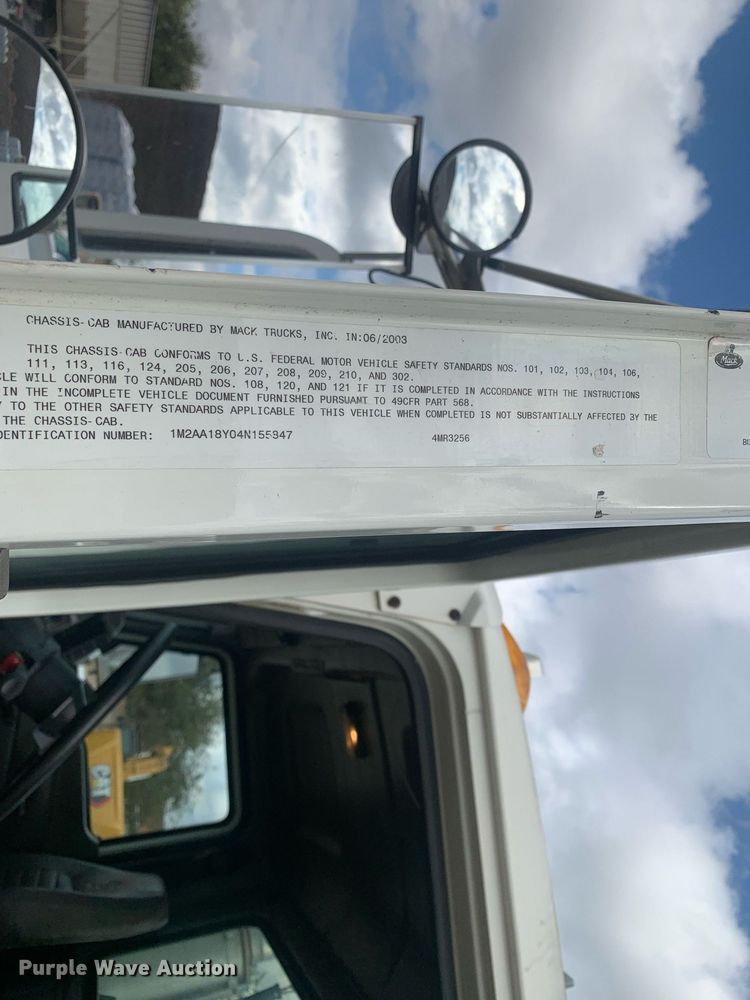 CHASSIS-CAB MANUFACTURED BY MACK TRUCKS, INC. IN:06/2003
THIS CHASSIS-CAB CONFORMS TO U.S. FEDERAL MOTOR VEHICLE SAFETY STANDARDS NOS. 101, 102, 103, 104, 106,
111, 113, 116, 124, 205, 206, 207, 208, 209, 210, AND 302.
CLE WILL CONFORM TO STANDARD NOS. 108, 120, AND 121 IF IT IS COMPLETED IN ACCORDANCE WITH THE INSTRUCTIONS
IN THE INCOMPLETE VEHICLE DOCUMENT FURNISHED PURSUANT TO 49CFR PART 568.
Y TO THE OTHER SAFETY STANDARDS APPLICABLE TO THIS VEHICLE WHEN COMPLETED IS NOT SUBSTANTIALLY AFFECTED BY THE
THE CHASSIS-CAB.
DENTIFICATION NUMBER: 1M2AA18Y04N155847 4MR3256
Mack
BU
Purple Wave Auction